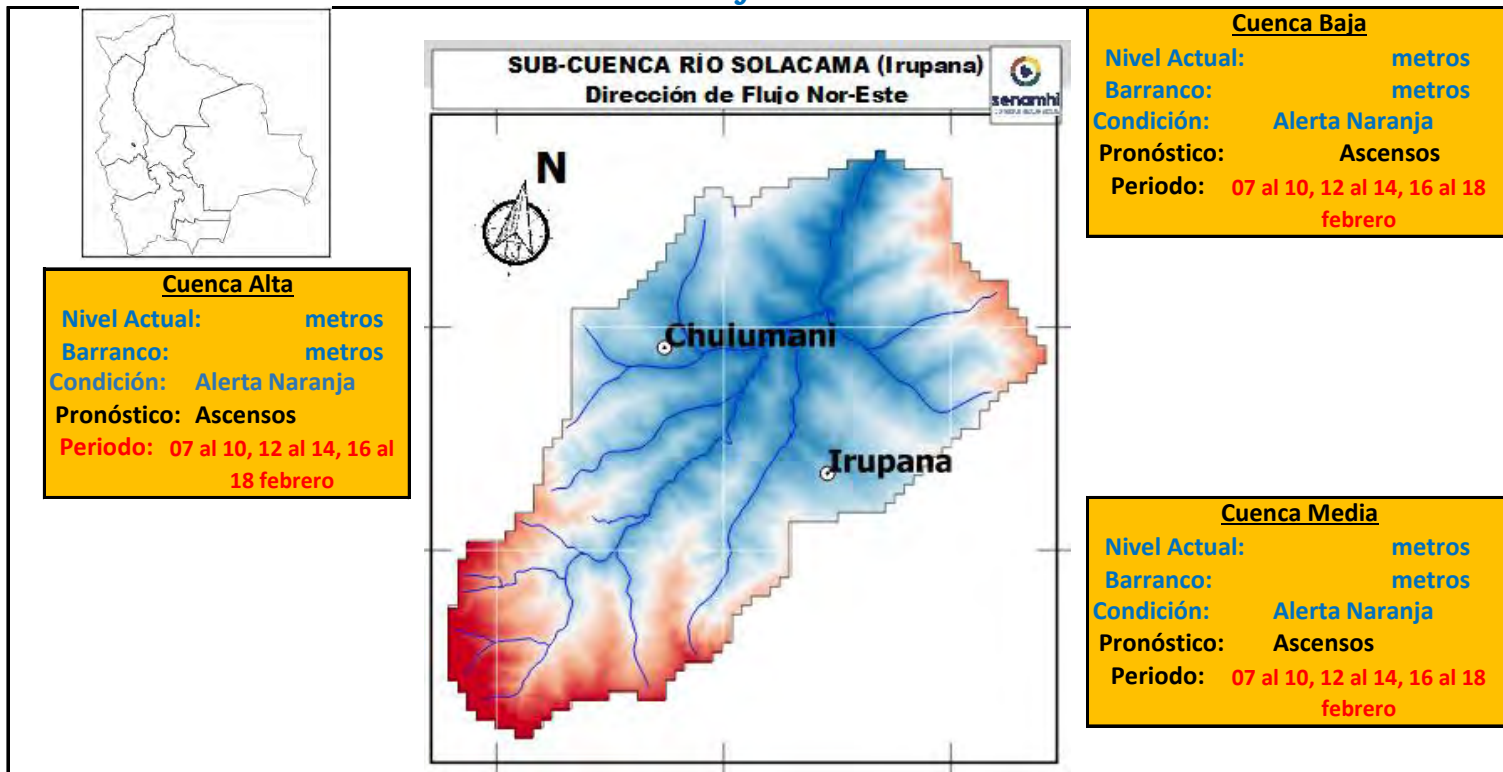 SUB-CUENCA RÍO SOLACAMA (Irupana)
Dirección de Flujo Nor-Este
senamhi
N
Chulumani
Irupana
Cuenca Alta
Nivel Actual: metros
Barranco: metros
Condición: Alerta Naranja
Pronóstico: Ascensos
Periodo: 07 al 10, 12 al 14, 16 al
18 febrero
Cuenca Baja
Nivel Actual: metros
Barranco: metros
Condición: Alerta Naranja
Pronóstico: Ascensos
Periodo: 07 al 10, 12 al 14, 16 al 18
febrero
Cuenca Media
Nivel Actual: metros
Barranco: metros
Condición: Alerta Naranja
Pronóstico: Ascensos
Periodo: 07 al 10, 12 al 14, 16 al 18
febrero